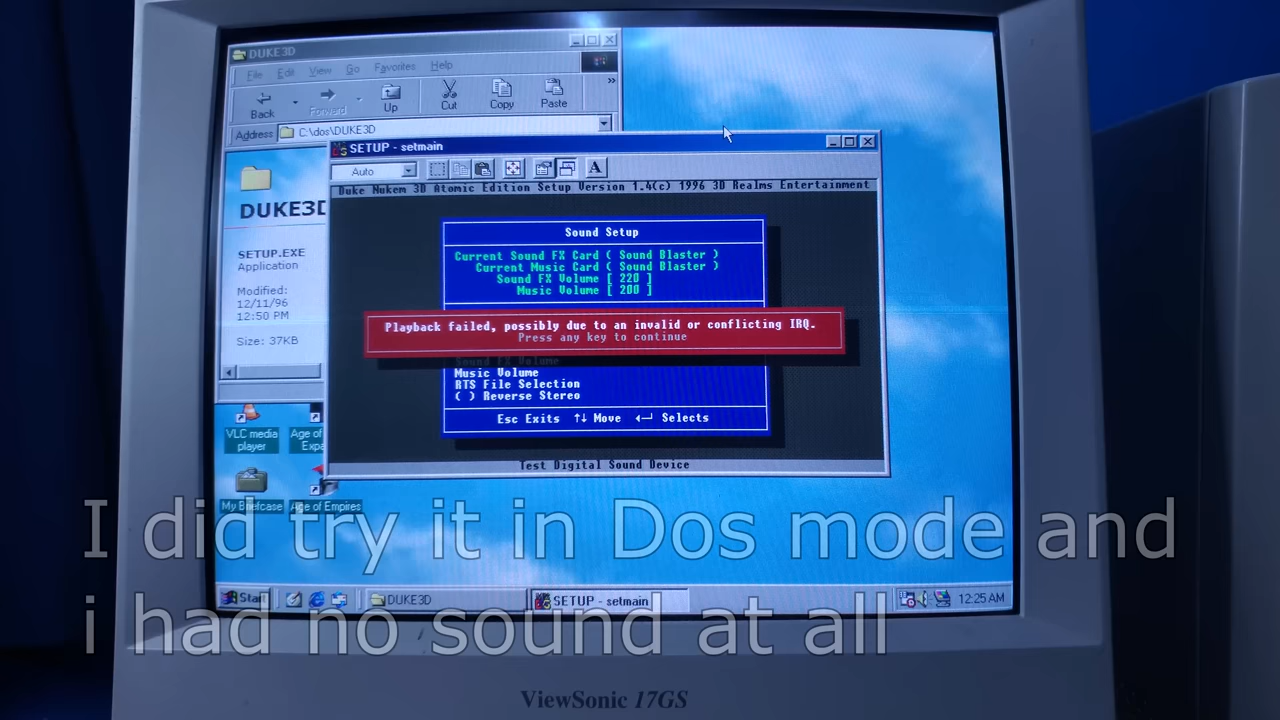 DUKE3D
File Edit View Go Favorites Help
Back Forward Up Cut Copy Paste
Address C:\dos\DUKE3D
SETUP - setmain
Auto
A
Duke Nukem 3D Atomic Edition Setup Version 1.4(c) 1996 3D Realms Entertainment
DUKE3D
SETUP.EXE
Application
Modified:
12/11/96
12:50 PM
Size: 37KB
Sound Setup
Current Sound FX Card ( Sound Blaster )
Current Music Card ( Sound Blaster )
Sound FX Volume [ 220 ]
Music Volume [ 200 ]
Playback failed, possibly due to an invalid or conflicting IRQ.
Press any key to continue
Sound FX Volume
Music Volume
RTS File Selection
( ) Reverse Stereo
Esc Exits ↑↓ Move ↵ Selects
Test Digital Sound Device
VLC media
player
Age of
Expa
My Briefcase
Age of Empires
I did try it in Dos mode and
i had no sound at all
Start DUKE3D SETUP - setmain 12:25 AM
ViewSonic 17GS